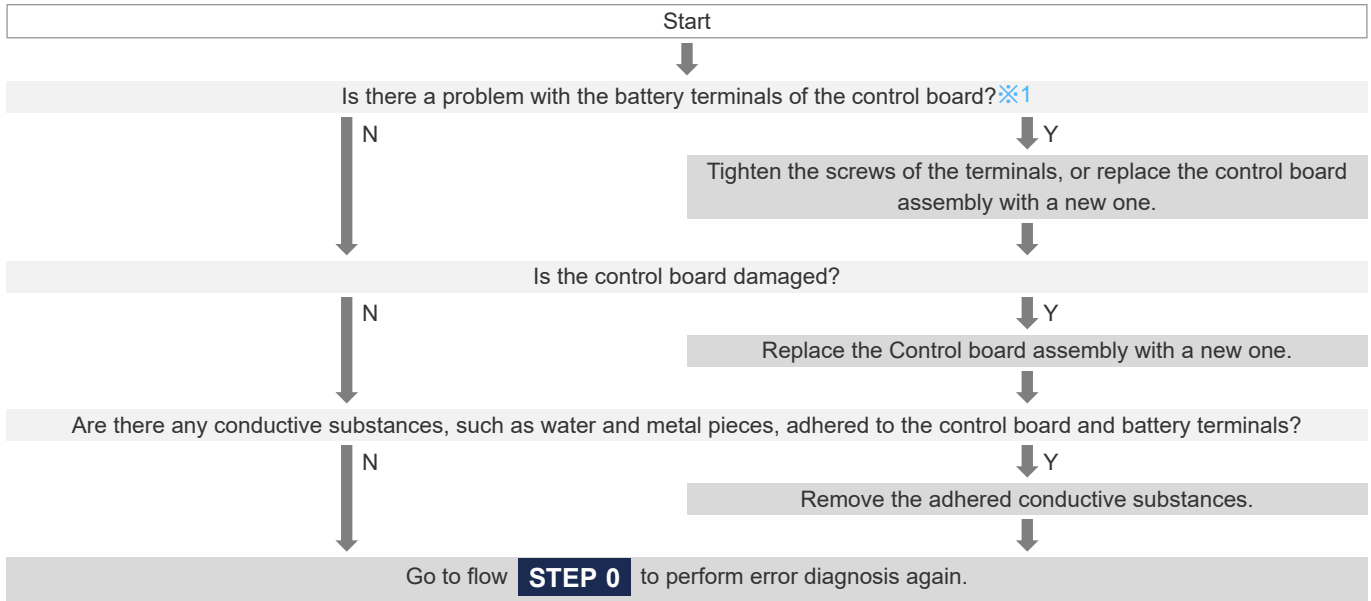 Start
Is there a problem with the battery terminals of the control board?※1
N
Y
Tighten the screws of the terminals, or replace the control board
assembly with a new one.
Is the control board damaged?
N
Y
Replace the Control board assembly with a new one.
Are there any conductive substances, such as water and metal pieces, adhered to the control board and battery terminals?
N
Y
Remove the adhered conductive substances.
Go to flow STEP 0 to perform error diagnosis again.